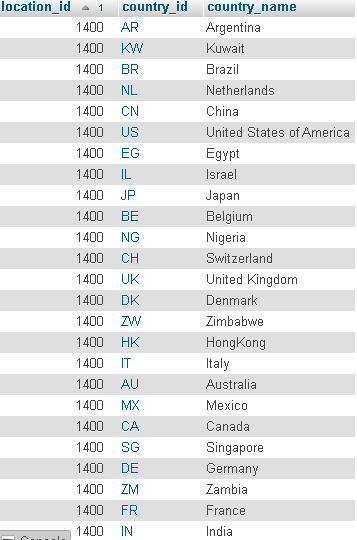 location_id 1 country_id country_name
1400 AR Argentina
1400 KW Kuwait
1400 BR Brazil
1400 NL Netherlands
1400 CN China
1400 US United States of America
1400 EG Egypt
1400 IL Israel
1400 JP Japan
1400 BE Belgium
1400 NG Nigeria
1400 CH Switzerland
1400 UK United Kingdom
1400 DK Denmark
1400 ZW Zimbabwe
1400 HK HongKong
1400 IT Italy
1400 AU Australia
1400 MX Mexico
1400 CA Canada
1400 SG Singapore
1400 DE Germany
1400 ZM Zambia
1400 FR France
1400 IN India
Console